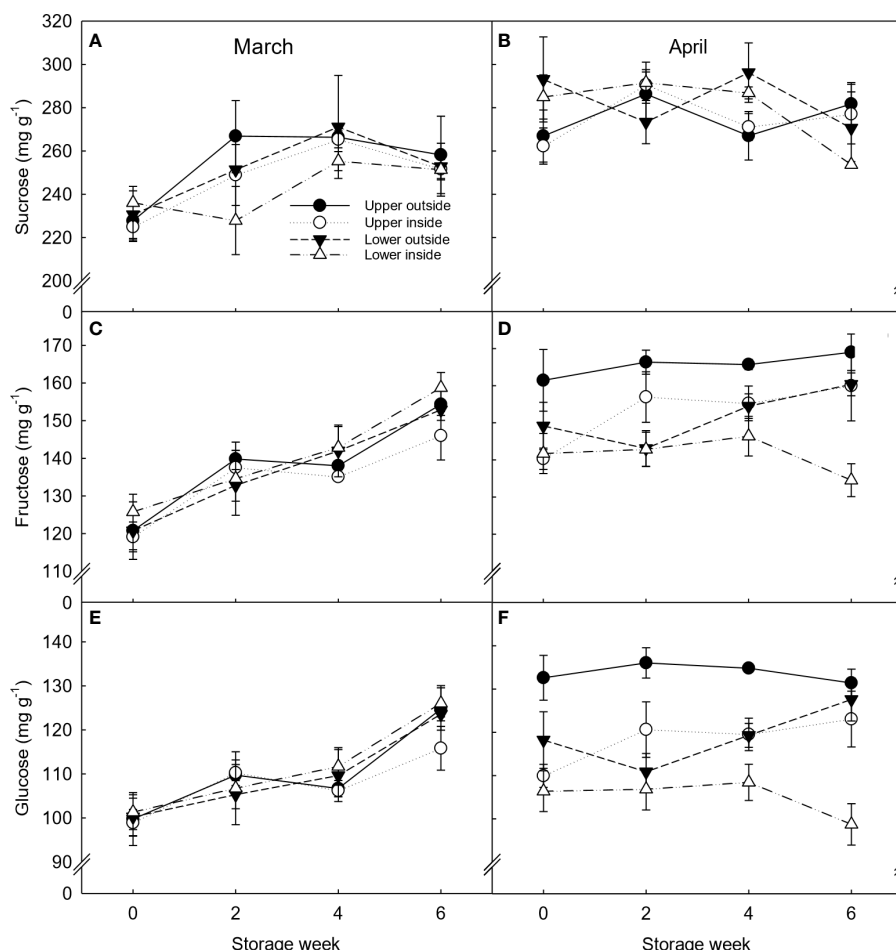 A
March
B
April
320
300
280
260
240
220
200
0
Sucrose (mg g-1)
Upper outside
Upper inside
Lower outside
Lower inside
C
D
170
160
150
140
130
120
110
0
Fructose (mg g-1)
E
F
140
130
120
110
100
90
0
Glucose (mg g-1)
0 2 4 6
0 2 4 6
Storage week
Storage week